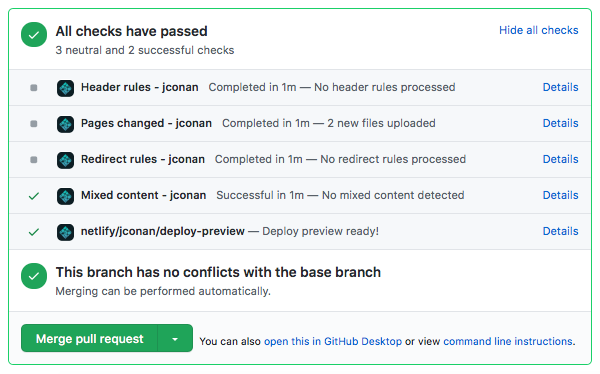 All checks have passed
Hide all checks
3 neutral and 2 successful checks
Header rules - jconan Completed in 1m — No header rules processed Details
Pages changed - jconan Completed in 1m — 2 new files uploaded Details
Redirect rules - jconan Completed in 1m — No redirect rules processed Details
Mixed content - jconan Successful in 1m — No mixed content detected Details
netlify/jconan/deploy-preview — Deploy preview ready! Details
This branch has no conflicts with the base branch
Merging can be performed automatically.
Merge pull request You can also open this in GitHub Desktop or view command line instructions.